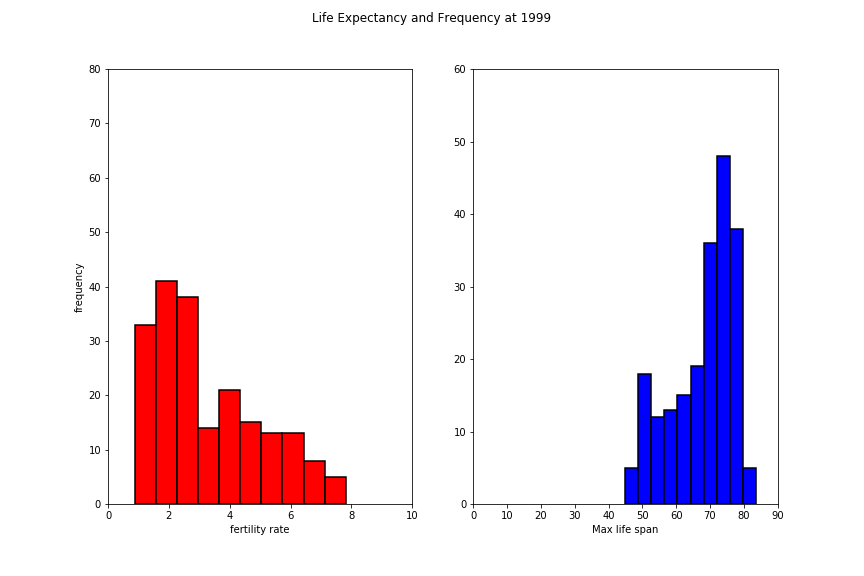 Life Expectancy and Frequency at 1999
80
70
60
50
40
30
20
10
0
frequency
0 2 4 6 8 10
fertility rate
60
50
40
30
20
10
0
0 10 20 30 40 50 60 70 80 90
Max life span